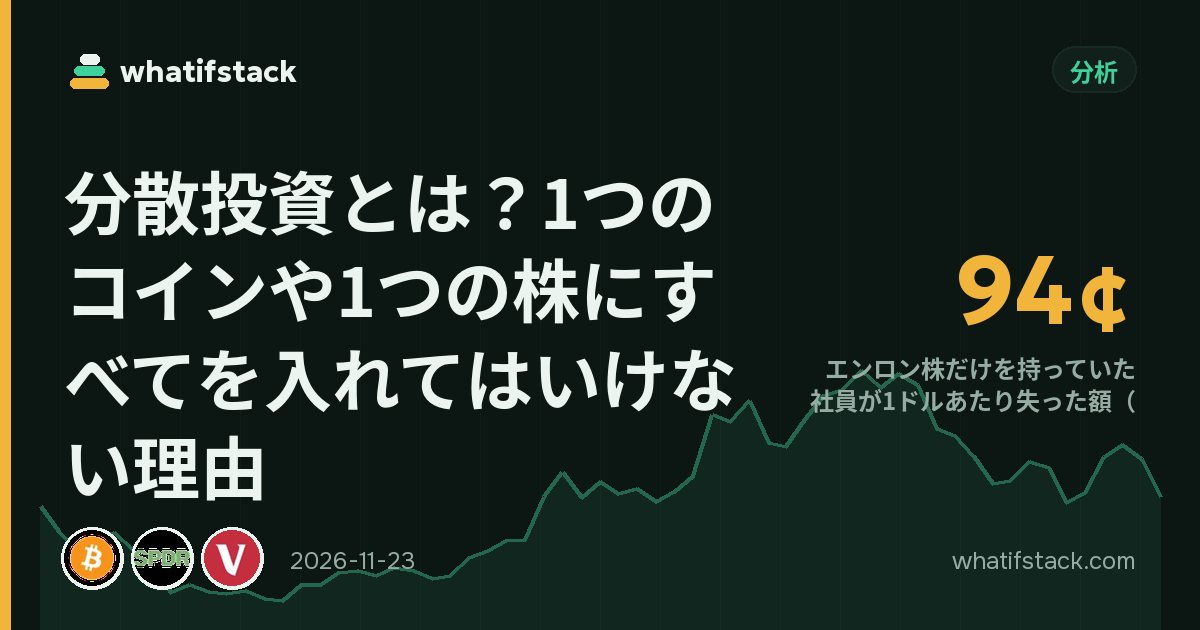 whatifstack
分析
分散投資とは？1つの
コインや1つの株にす
べてを入れてはいけな
い理由
94¢
エンロン株だけを持っていた
社員が1ドルあたり失った額（
SPDR
V
2026-11-23
whatifstack.com